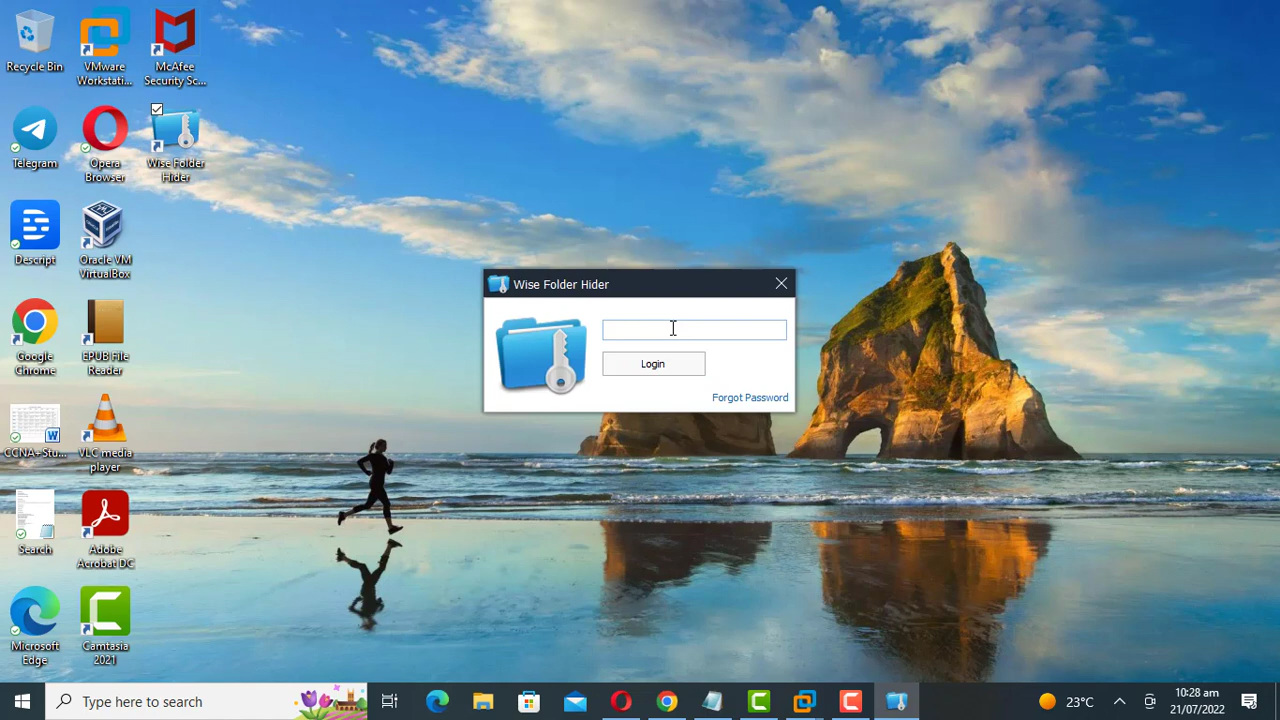 Recycle Bin
VMware
Workstati...
McAfee
Security Sc...
Telegram
Opera
Browser
Wise Folder
Hider
Descript
Oracle VM
VirtualBox
Google
Chrome
EPUB File
Reader
CCNA+Stu...
VLC media
player
Search
Adobe
Acrobat DC
Microsoft
Edge
Camtasia
2021
Wise Folder Hider
Login
Forgot Password
Type here to search
23°C
10:28 am
21/07/2022